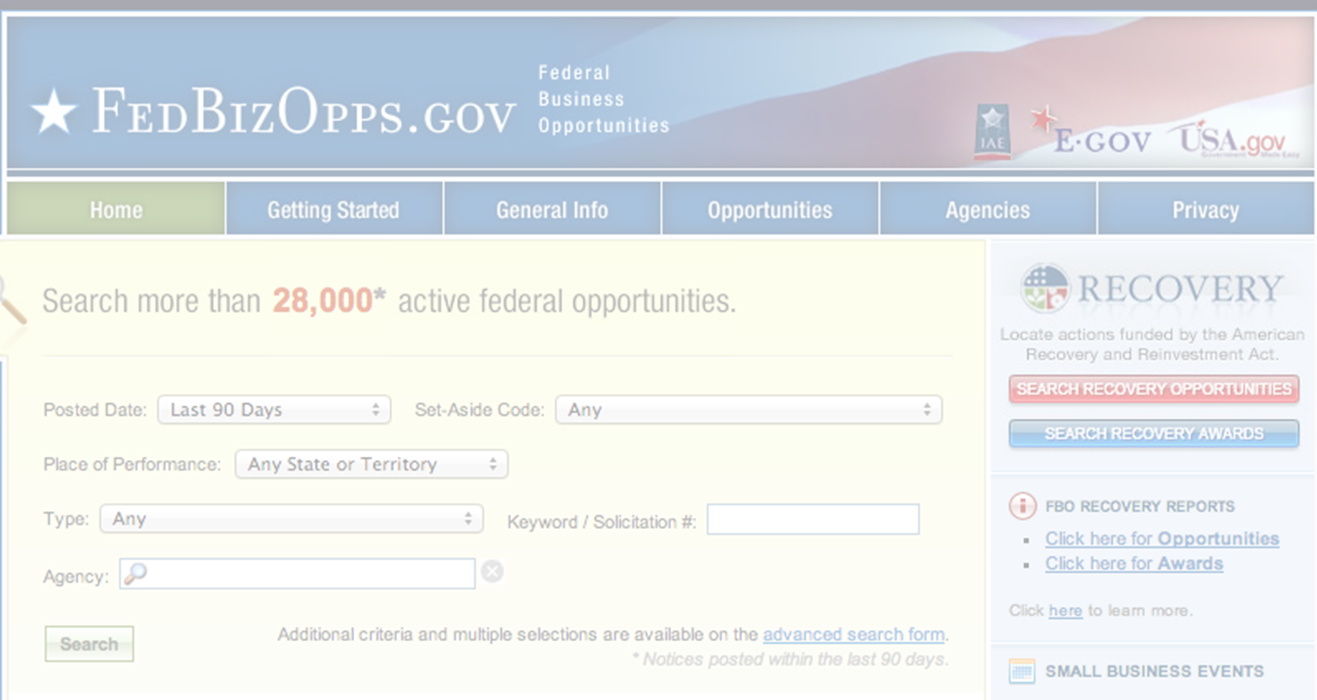 FEDBIZOPPS.GOV
Federal
Business
Opportunities
IAE
E·GOV
USA.gov
Government Made Easy
Home
Getting Started
General Info
Opportunities
Agencies
Privacy
Search more than 28,000* active federal opportunities.
Posted Date: Last 90 Days Set-Aside Code: Any
Place of Performance: Any State or Territory
Type: Any Keyword / Solicitation #:
Agency:
Search
Additional criteria and multiple selections are available on the advanced search form.
* Notices posted within the last 90 days.
RECOVERY
Locate actions funded by the American
Recovery and Reinvestment Act.
SEARCH RECOVERY OPPORTUNITIES
SEARCH RECOVERY AWARDS
FBO RECOVERY REPORTS
Click here for Opportunities
Click here for Awards
Click here to learn more.
SMALL BUSINESS EVENTS